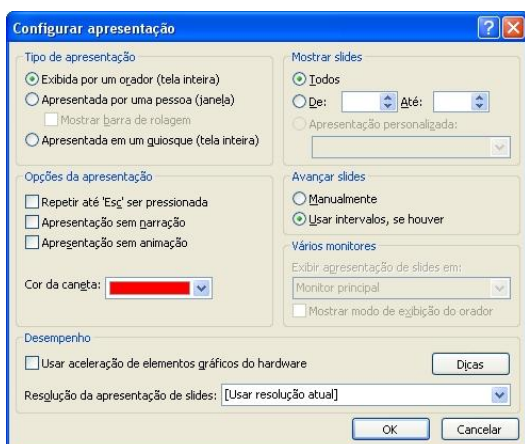 Configurar apresentação
Tipo de apresentação
Exibida por um orador (tela inteira)
Apresentada por uma pessoa (janela)
Mostrar barra de rolagem
Apresentada em um quiosque (tela inteira)
Mostrar slides
Todos
De: Até:
Apresentação personalizada:
Opções da apresentação
Repetir até 'Esc' ser pressionada
Apresentação sem narração
Apresentação sem animação
Cor da caneta:
Avançar slides
Manualmente
Usar intervalos, se houver
Vários monitores
Exibir apresentação de slides em:
Monitor principal
Mostrar modo de exibição do orador
Desempenho
Usar aceleração de elementos gráficos do hardware
Dicas
Resolução da apresentação de slides: [Usar resolução atual]
OK Cancelar